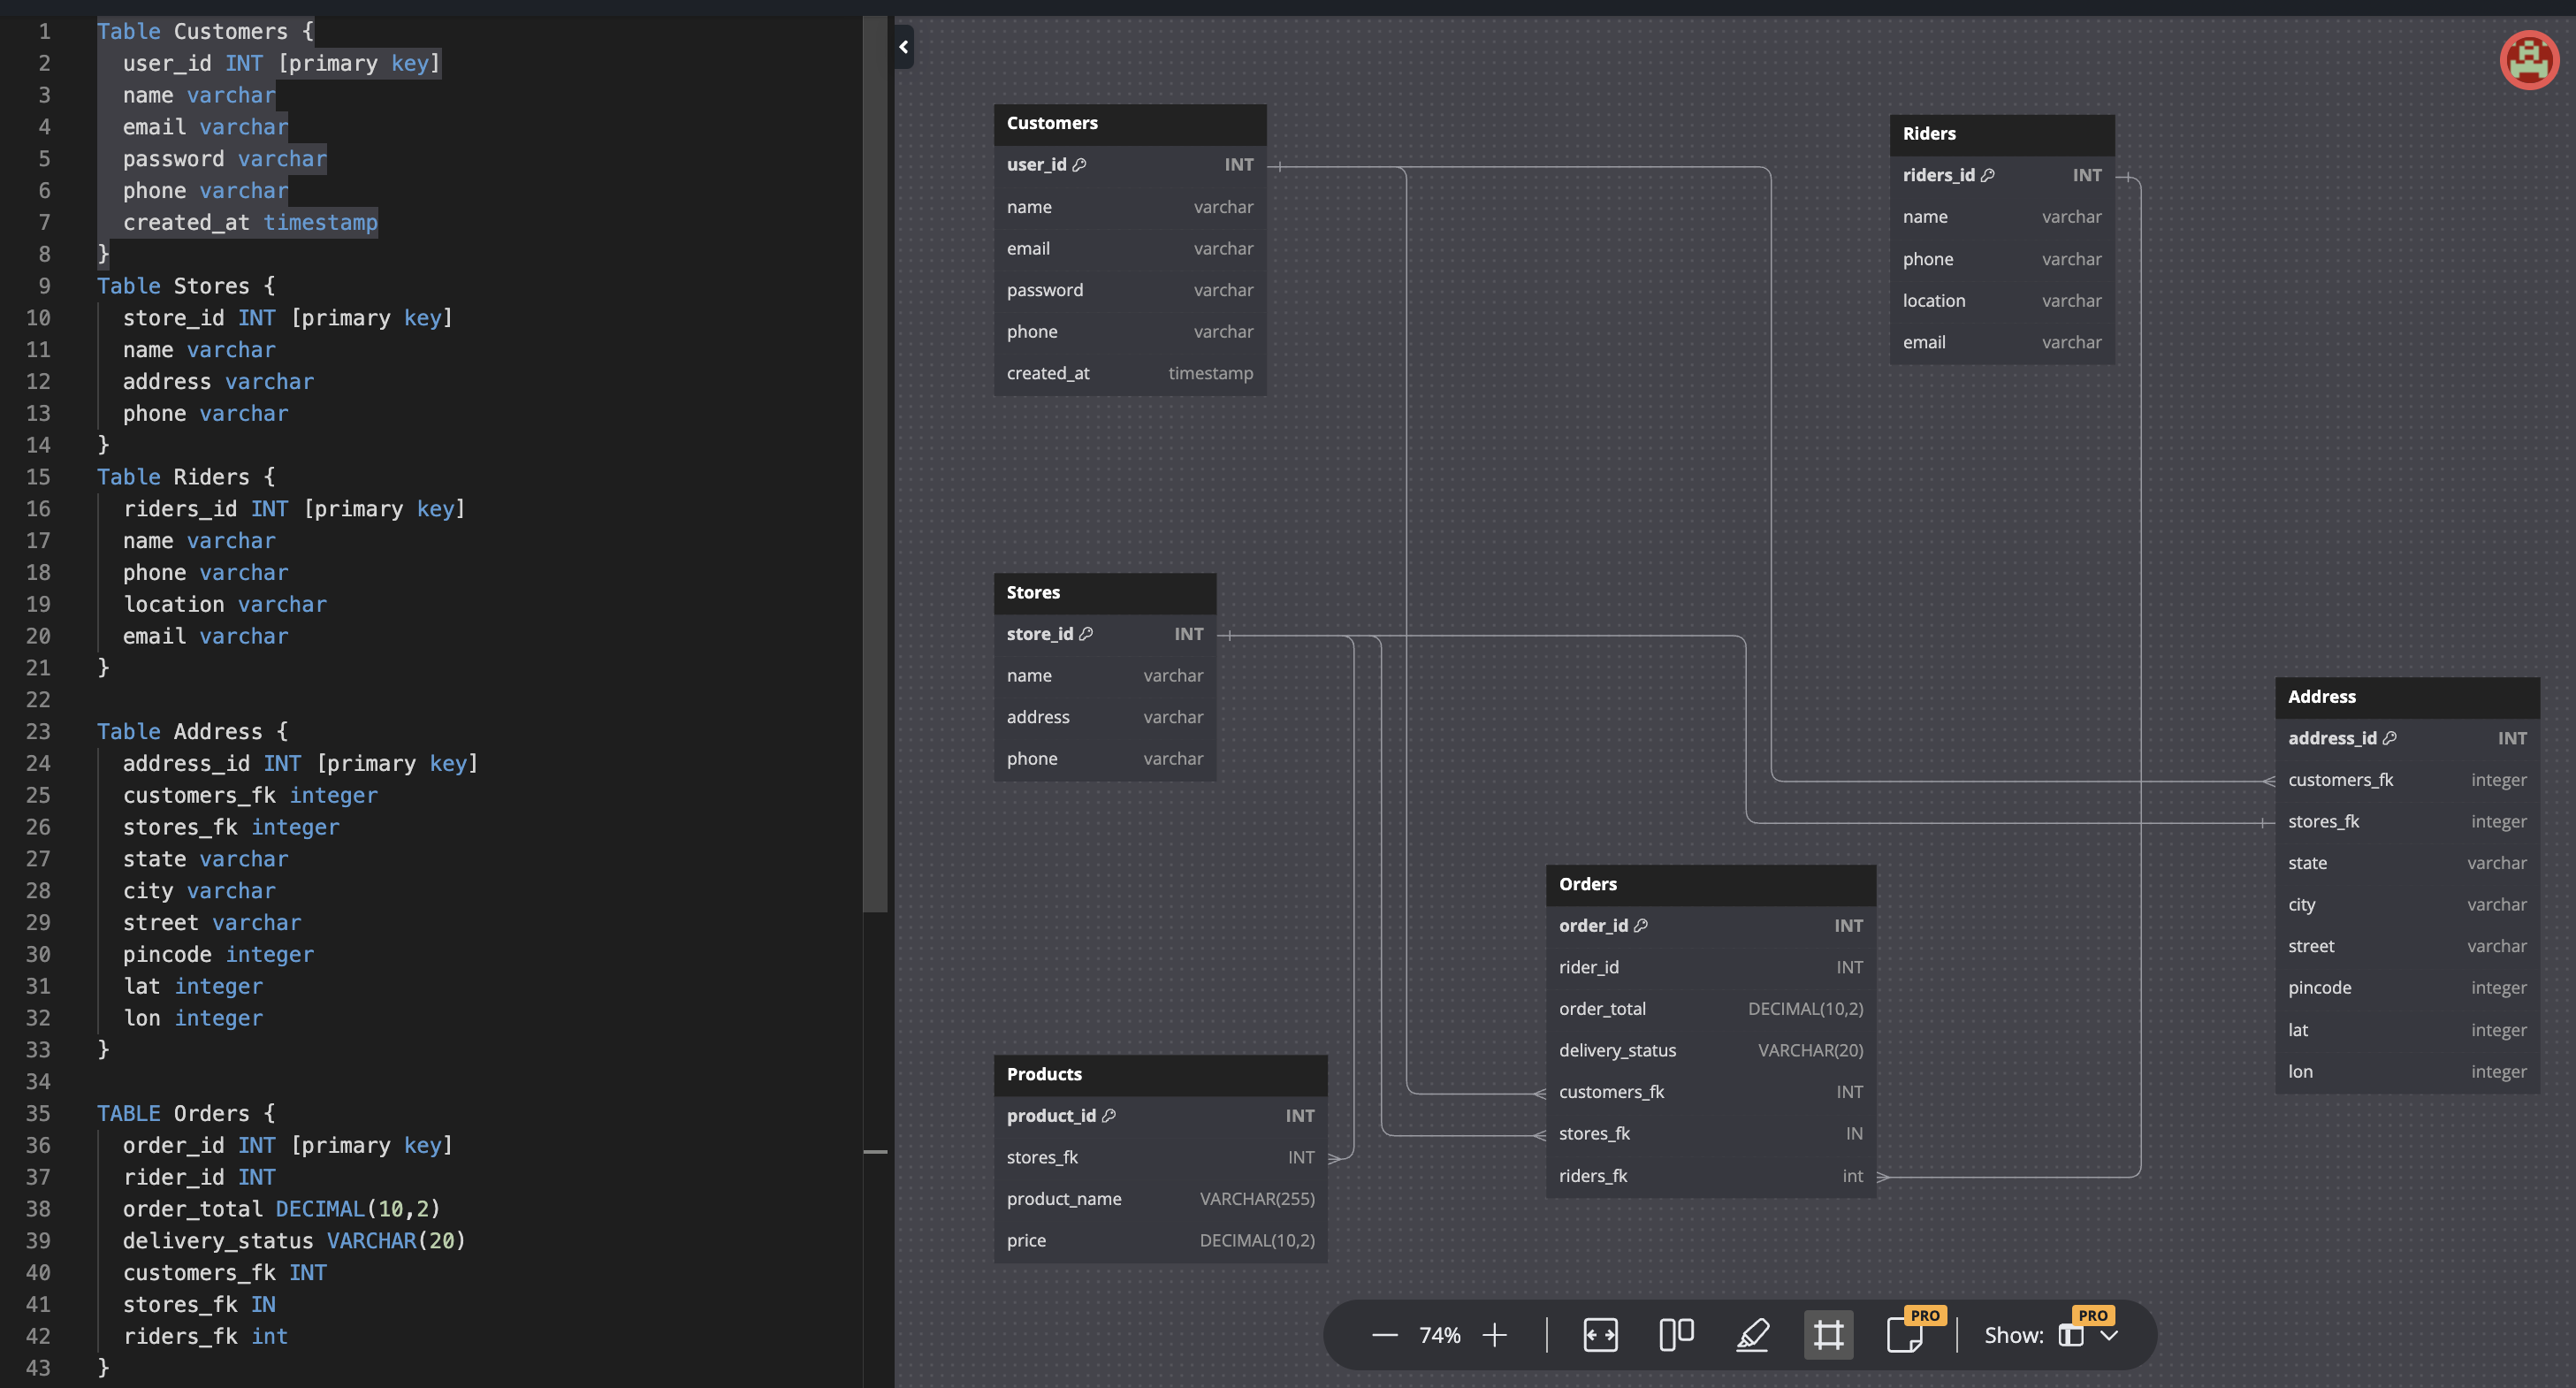 1 Table Customers {
2 user_id INT [primary key]
3 name varchar
4 email varchar
5 password varchar
6 phone varchar
7 created_at timestamp
8 }
9 Table Stores {
10 store_id INT [primary key]
11 name varchar
12 address varchar
13 phone varchar
14 }
15 Table Riders {
16 riders_id INT [primary key]
17 name varchar
18 phone varchar
19 location varchar
20 email varchar
21 }
22
23 Table Address {
24 address_id INT [primary key]
25 customers_fk integer
26 stores_fk integer
27 state varchar
28 city varchar
29 street varchar
30 pincode integer
31 lat integer
32 lon integer
33 }
34
35 TABLE Orders {
36 order_id INT [primary key]
37 rider_id INT
38 order_total DECIMAL(10,2)
39 delivery_status VARCHAR(20)
40 customers_fk INT
41 stores_fk IN
42 riders_fk int
43 }
Customers
user_id INT
name varchar
email varchar
password varchar
phone varchar
created_at timestamp
Riders
riders_id INT
name varchar
phone varchar
location varchar
email varchar
Stores
store_id INT
name varchar
address varchar
phone varchar
Address
address_id INT
customers_fk integer
stores_fk integer
state varchar
city varchar
street varchar
pincode integer
lat integer
lon integer
Orders
order_id INT
rider_id INT
order_total DECIMAL(10,2)
delivery_status VARCHAR(20)
customers_fk INT
stores_fk IN
riders_fk int
Products
product_id INT
stores_fk INT
product_name VARCHAR(255)
price DECIMAL(10,2)
74%
PRO
Show:
PRO